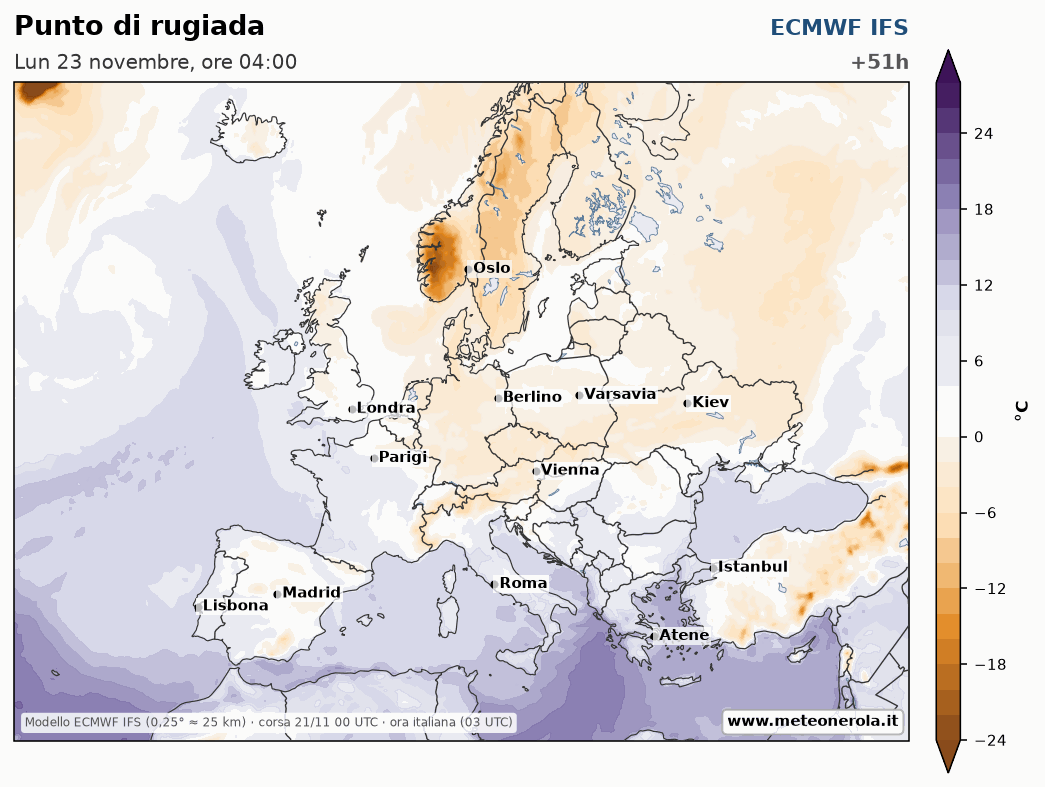 Punto di rugiada
ECMWF IFS
Lun 23 novembre, ore 04:00
+51h
Oslo
Berlino
Varsavia
Kiev
Londra
Parigi
Vienna
Istanbul
Roma
Madrid
Lisbona
Atene
24
18
12
6
0
−6
−12
−18
−24
°C
Modello ECMWF IFS (0,25° ≈ 25 km) · corsa 21/11 00 UTC · ora italiana (03 UTC)
www.meteonerola.it